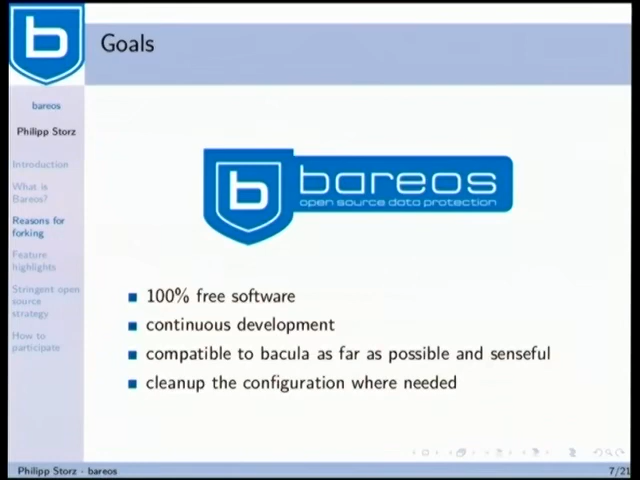 b
Goals
bareos
Philipp Storz
Introduction
What is
Bareos?
Reasons for
forking
Feature
highlights
Stringent open
source
strategy
How to
participate
b bareos
open source data protection
100% free software
continuous development
compatible to bacula as far as possible and senseful
cleanup the configuration where needed
Philipp Storz - bareos
7/21